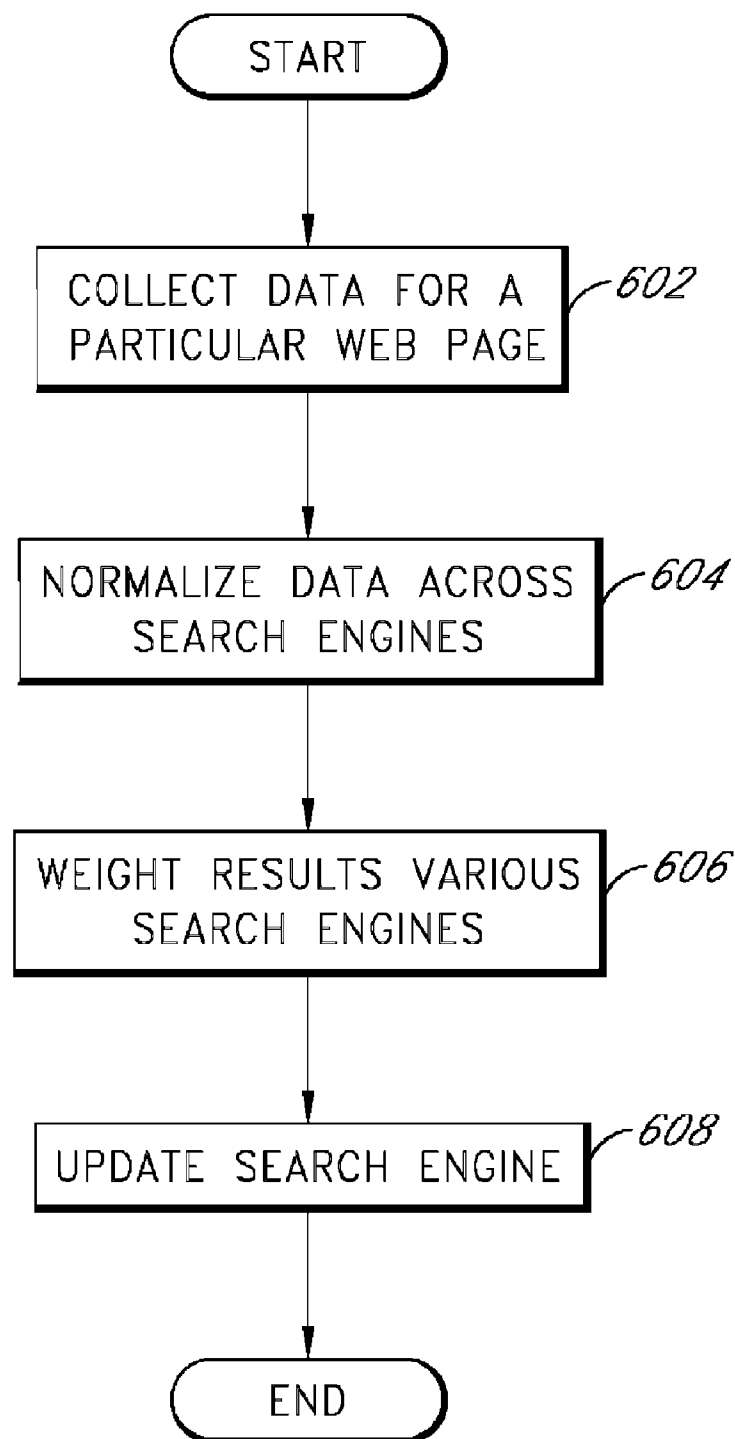 START
COLLECT DATA FOR A
PARTICULAR WEB PAGE
602
NORMALIZE DATA ACROSS
SEARCH ENGINES
604
WEIGHT RESULTS VARIOUS
SEARCH ENGINES
606
UPDATE SEARCH ENGINE
608
END